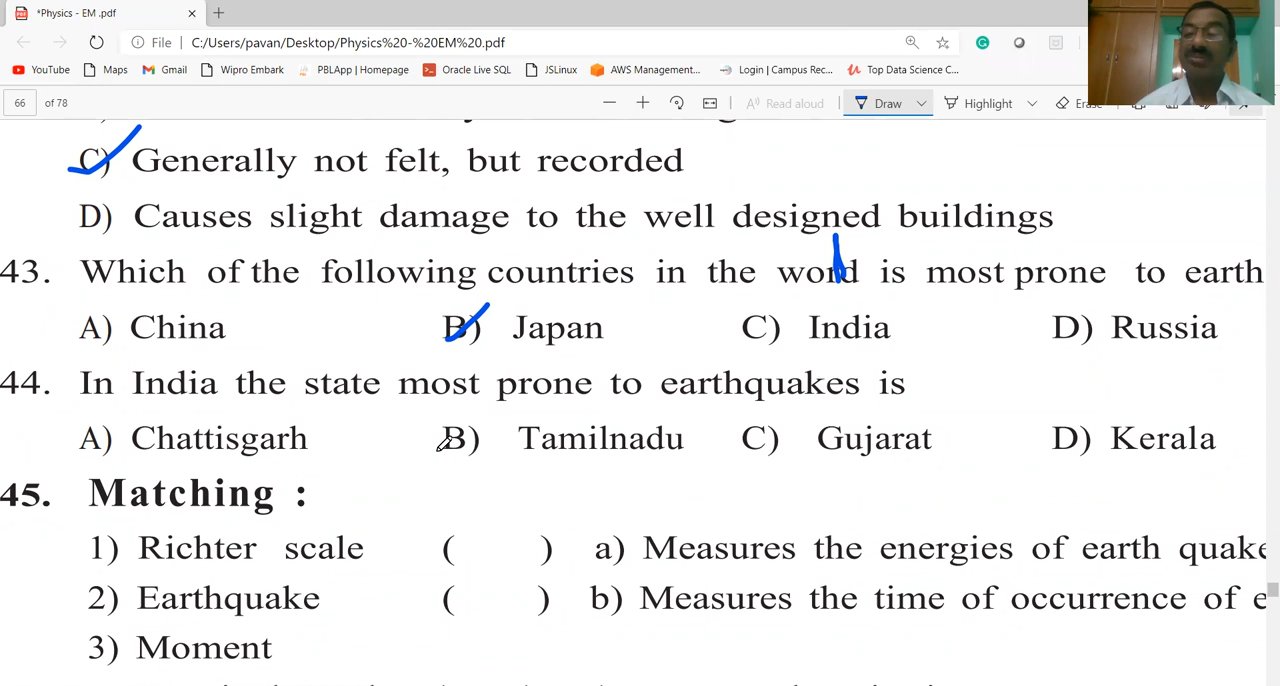 *Physics - EM .pdf
File | C:/Users/pavan/Desktop/Physics%20-%20EM%20.pdf
YouTube Maps Gmail Wipro Embark PBLApp | Homepage Oracle Live SQL JSLinux AWS Management... Login | Campus Rec... Top Data Science C...
66 of 78 Read aloud Draw Highlight
C) Generally not felt, but recorded
D) Causes slight damage to the well designed buildings
43. Which of the following countries in the word is most prone to earth
A) China B) Japan C) India D) Russia
44. In India the state most prone to earthquakes is
A) Chattisgarh B) Tamilnadu C) Gujarat D) Kerala
45. Matching :
1) Richter scale ( ) a) Measures the energies of earth quake
2) Earthquake ( ) b) Measures the time of occurrence of e
3) Moment